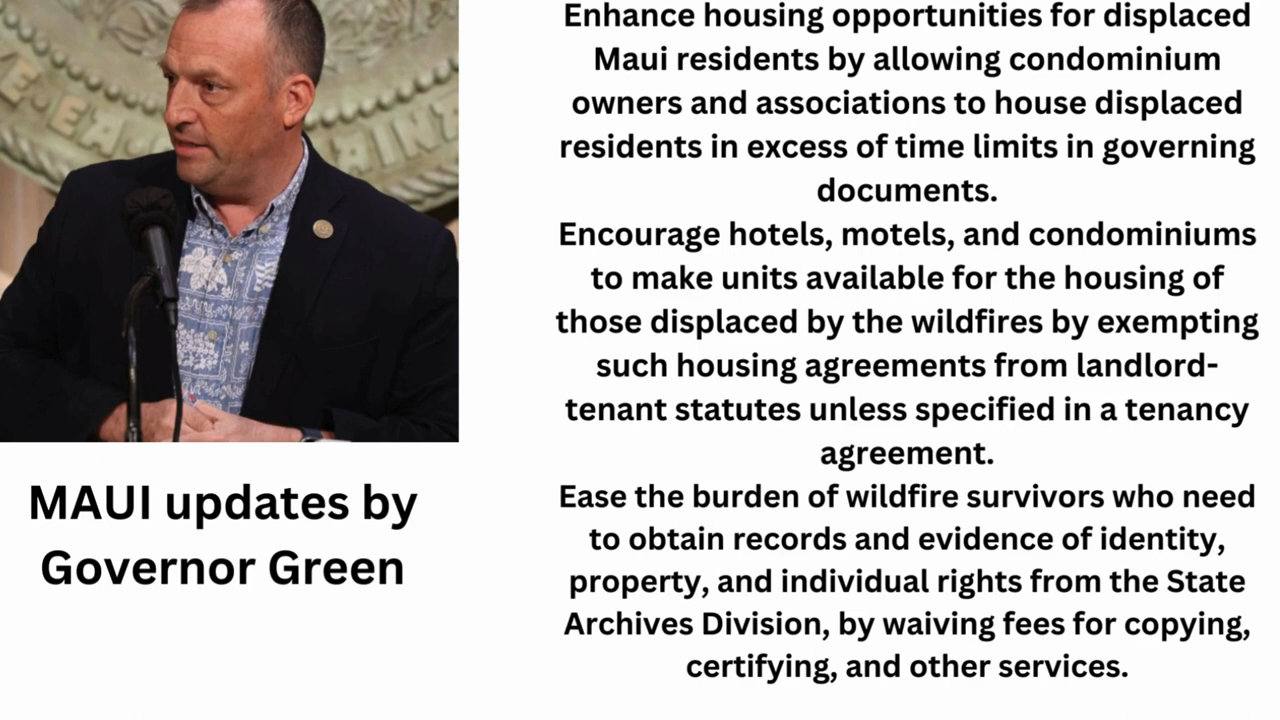 MAUI updates by
Governor Green
Enhance housing opportunities for displaced
Maui residents by allowing condominium
owners and associations to house displaced
residents in excess of time limits in governing
documents.
Encourage hotels, motels, and condominiums
to make units available for the housing of
those displaced by the wildfires by exempting
such housing agreements from landlord-
tenant statutes unless specified in a tenancy
agreement.
Ease the burden of wildfire survivors who need
to obtain records and evidence of identity,
property, and individual rights from the State
Archives Division, by waiving fees for copying,
certifying, and other services.